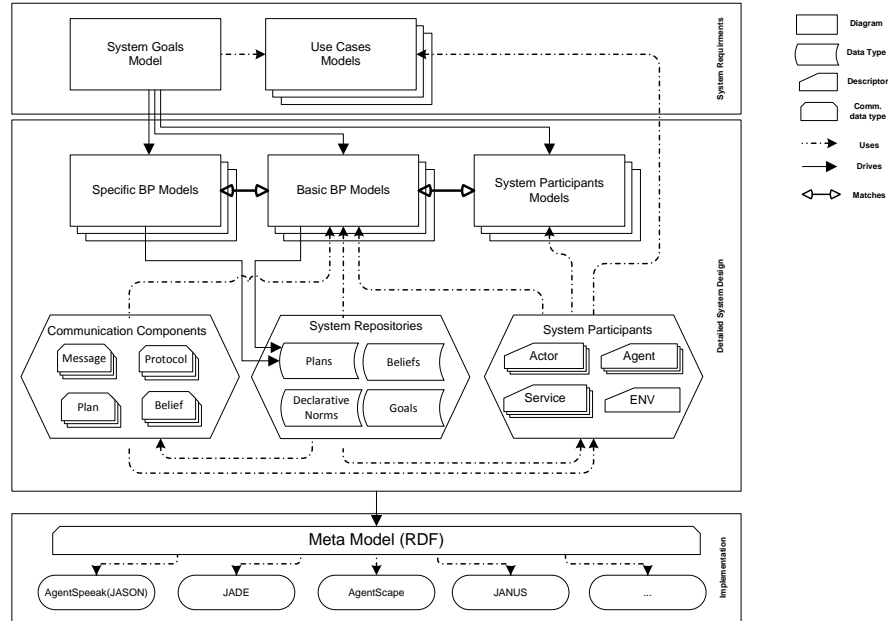 System Goals
Model
Use Cases
Models
System Requirments
Specific BP Models
Basic BP Models
System Participants
Models
Communication Components
Message
Protocol
Plan
Belief
System Repositories
Plans
Beliefs
Declarative
Norms
Goals
System Participants
Actor
Agent
Service
ENV
Detailed System Design
Meta Model (RDF)
AgentSpeeak(JASON)
JADE
AgentScape
JANUS
...
Implementation
Diagram
Data Type
Descriptor
Comm.
data type
Uses
Drives
Matches